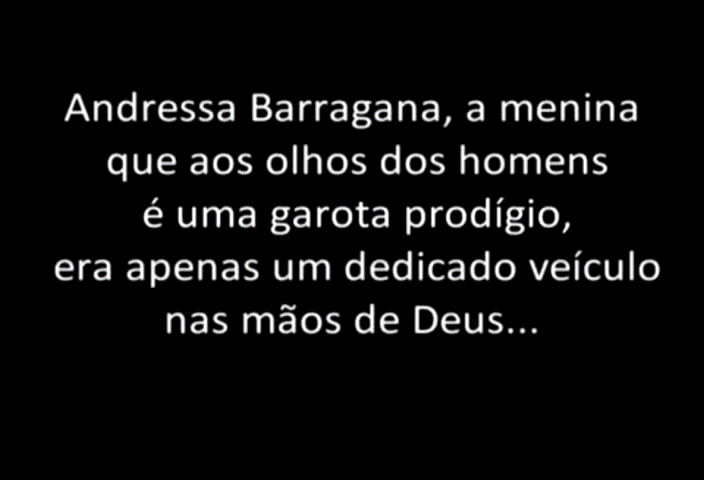 Andressa Barragana, a menina
que aos olhos dos homens
é uma garota prodígio,
era apenas um dedicado veículo
nas mãos de Deus...